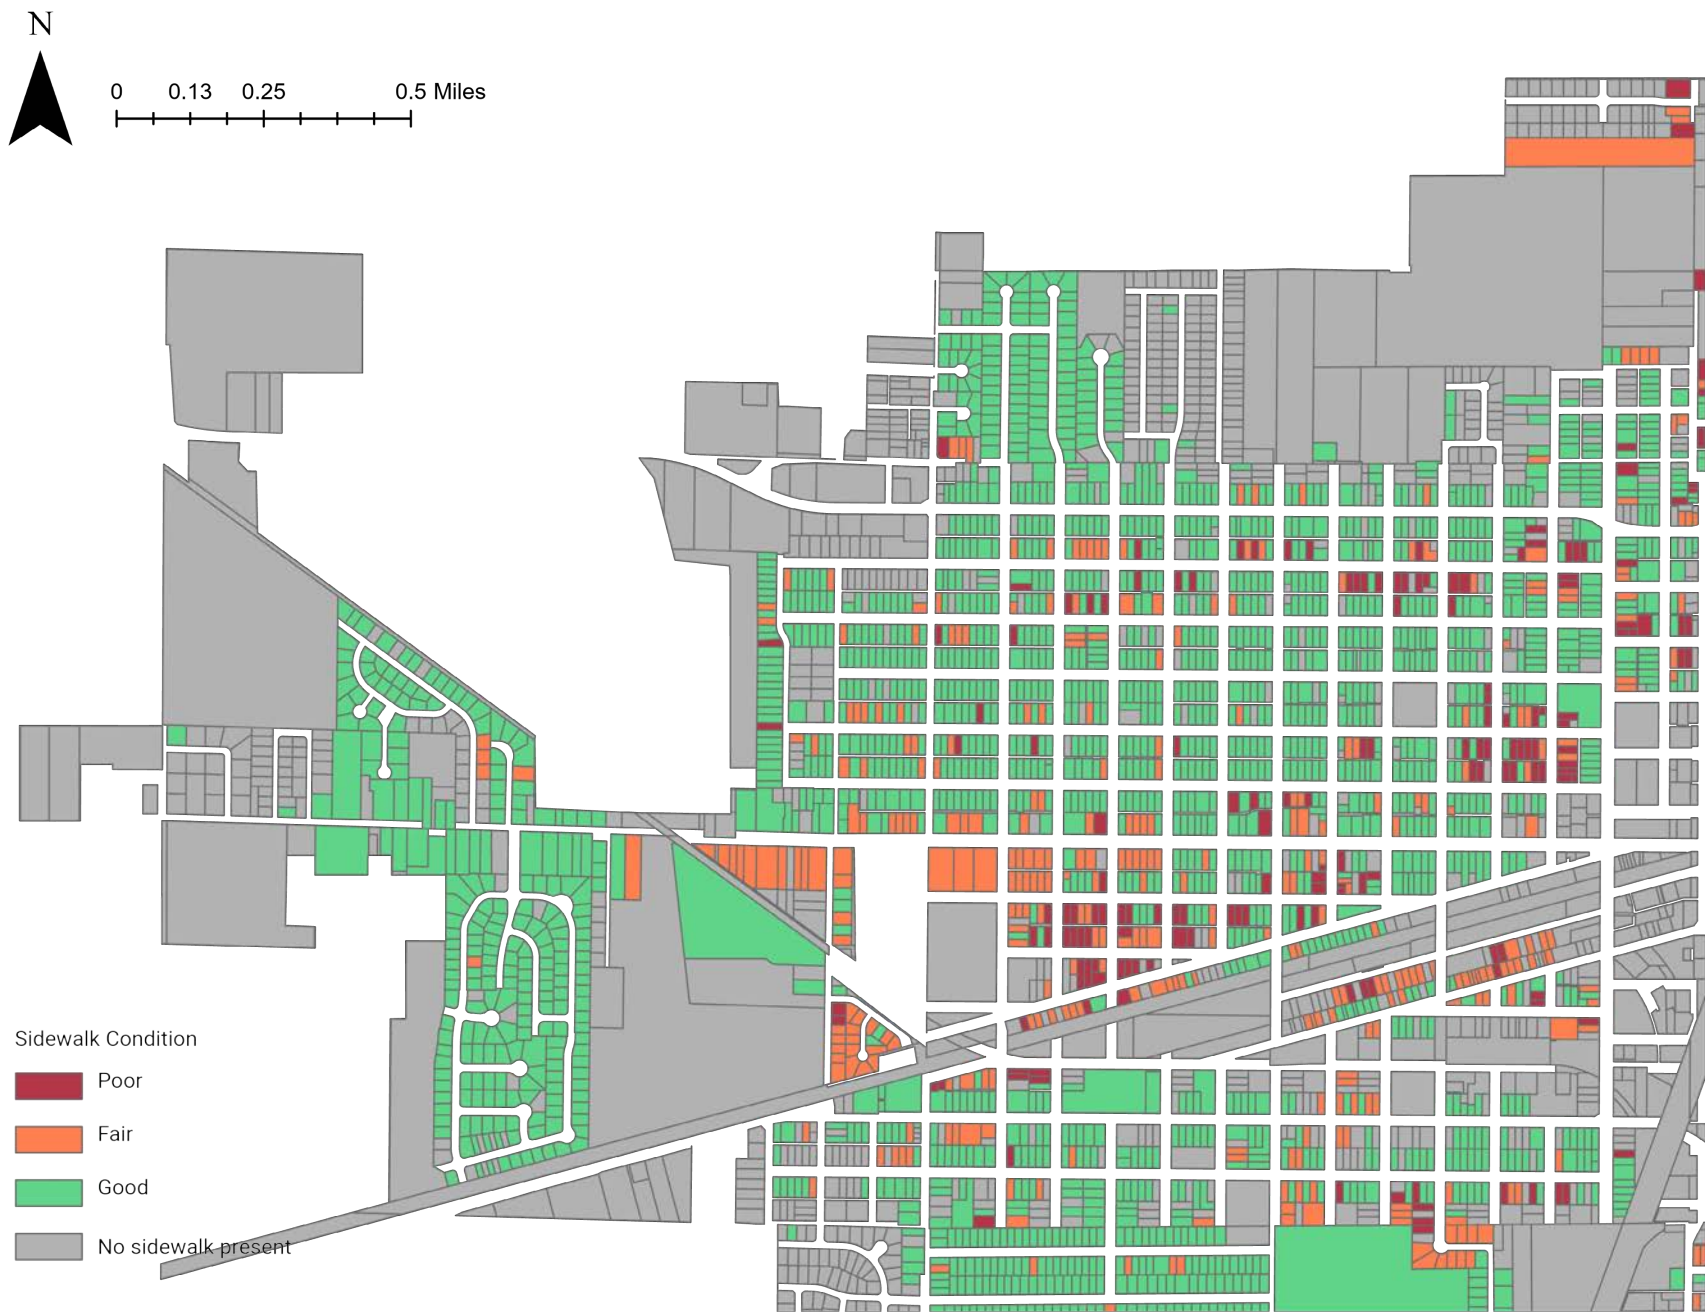 N
0 0.13 0.25 0.5 Miles
Sidewalk Condition
Poor
Fair
Good
No sidewalk present